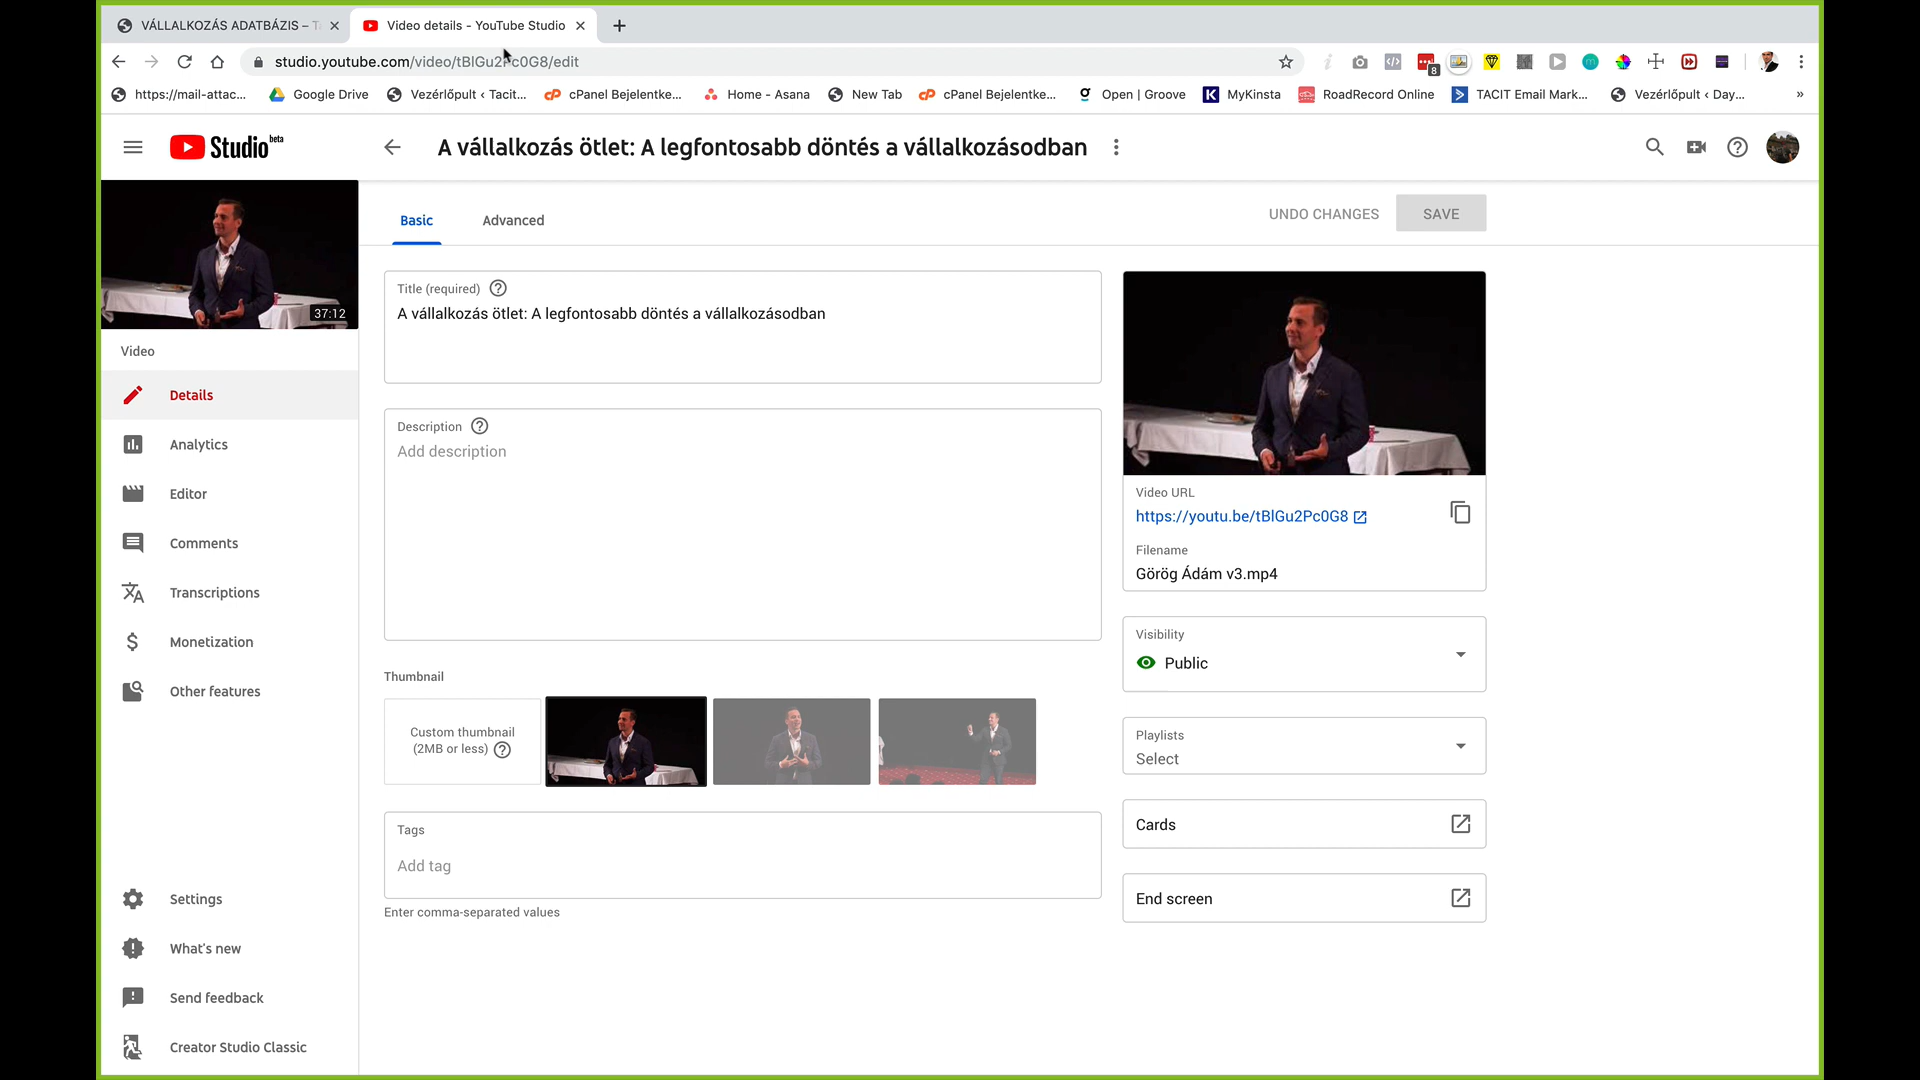 VÁLLALKOZÁS ADATBÁZIS –
Video details - YouTube Studio
studio.youtube.com/video/tBlGu2Pc0G8/edit
8
https://mail-attac...
Google Drive
Vezérlőpult ‹ Tacit...
cPanel Bejelentke...
Home - Asana
New Tab
cPanel Bejelentke...
Open | Groove
MyKinsta
RoadRecord Online
TACIT Email Mark...
Vezérlőpult ‹ Day...
»
Studio beta
A vállalkozás ötlet: A legfontosabb döntés a vállalkozásodban
Basic
Advanced
UNDO CHANGES
SAVE
37:12
Video
Details
Analytics
Editor
Comments
Transcriptions
Monetization
Other features
Settings
What's new
Send feedback
Creator Studio Classic
Title (required)
A vállalkozás ötlet: A legfontosabb döntés a vállalkozásodban
Description
Add description
Thumbnail
Custom thumbnail
(2MB or less)
Tags
Add tag
Enter comma-separated values
Video URL
https://youtu.be/tBlGu2Pc0G8
Filename
Görög Ádám v3.mp4
Visibility
Public
Playlists
Select
Cards
End screen